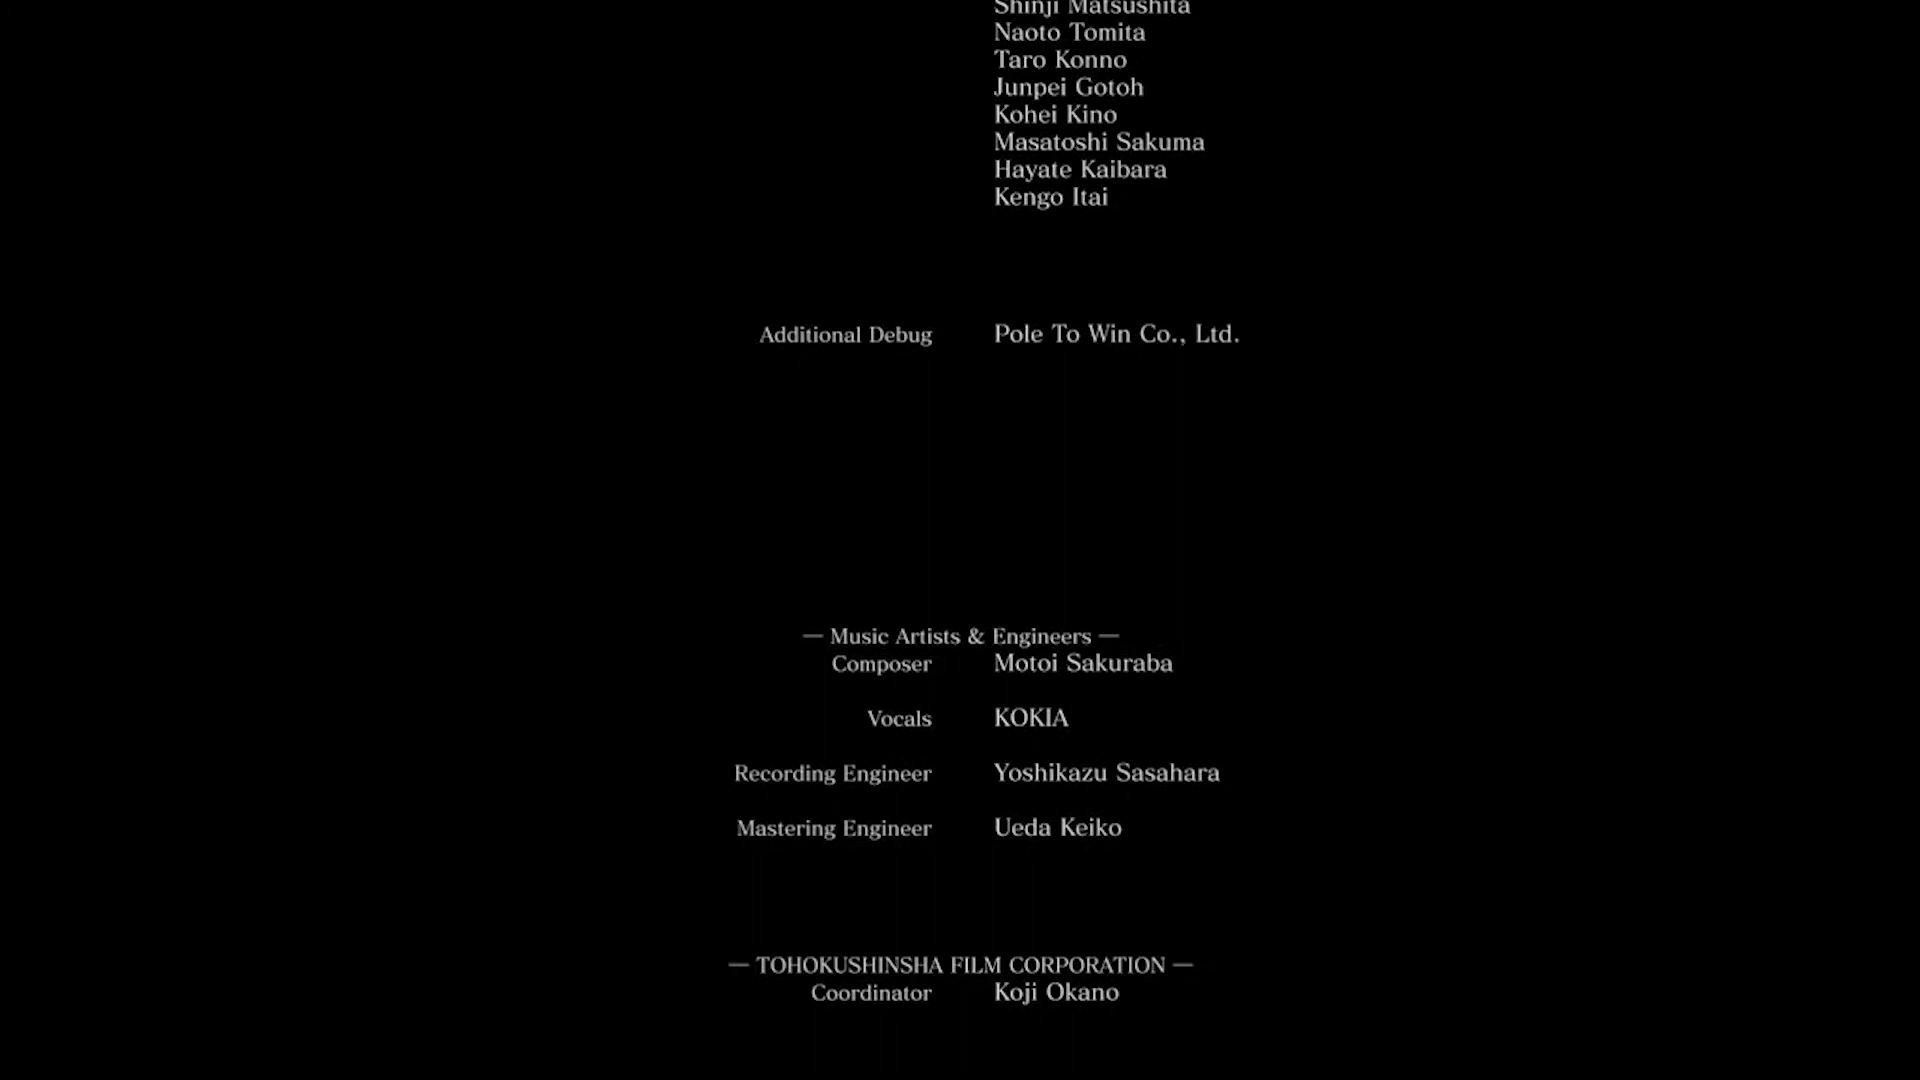 Shinji Matsushita
Naoto Tomita
Taro Konno
Junpei Gotoh
Kohei Kino
Masatoshi Sakuma
Hayate Kaibara
Kengo Itai
Additional Debug Pole To Win Co., Ltd.
— Music Artists & Engineers —
Composer Motoi Sakuraba
Vocals KOKIA
Recording Engineer Yoshikazu Sasahara
Mastering Engineer Ueda Keiko
— TOHOKUSHINSHA FILM CORPORATION —
Coordinator Koji Okano